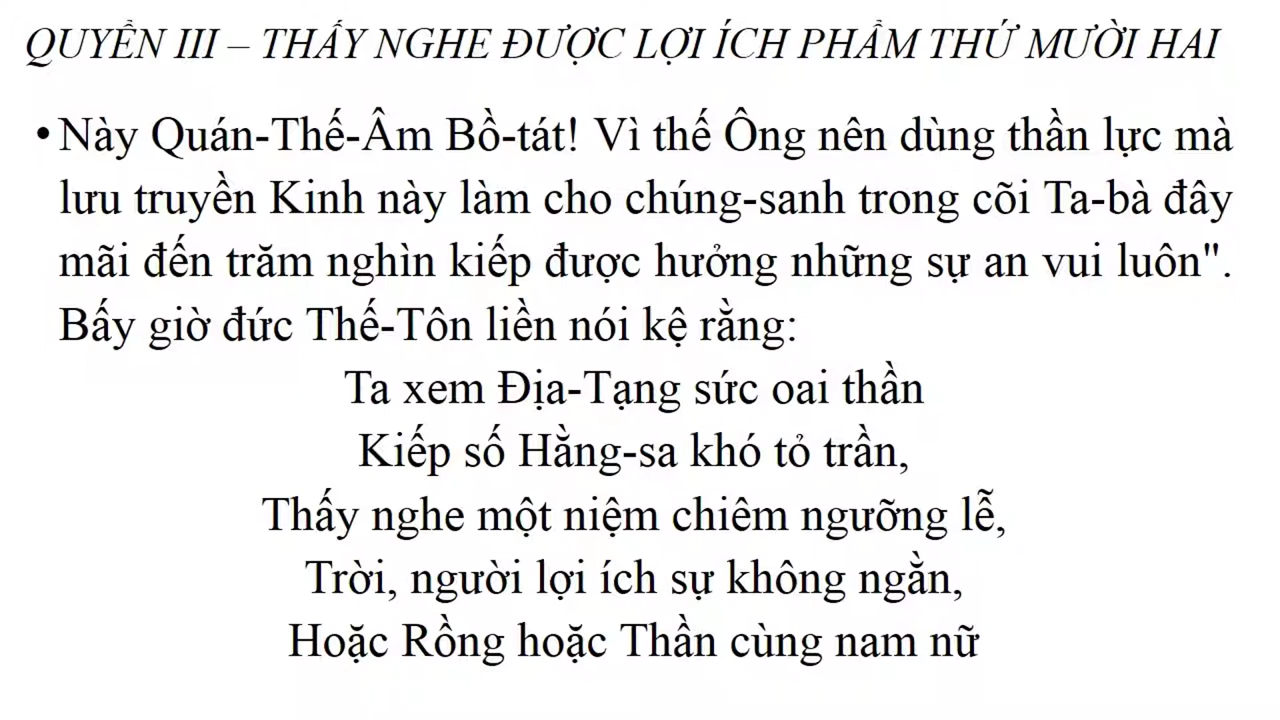 QUYỂN III – THẤY NGHE ĐƯỢC LỢI ÍCH PHẨM THỨ MƯỜI HAI
• Này Quán-Thế-Âm Bồ-tát! Vì thế Ông nên dùng thần lực mà
lưu truyền Kinh này làm cho chúng-sanh trong cõi Ta-bà đây
mãi đến trăm nghìn kiếp được hưởng những sự an vui luôn".
Bấy giờ đức Thế-Tôn liền nói kệ rằng:
Ta xem Địa-Tạng sức oai thần
Kiếp số Hằng-sa khó tỏ trần,
Thấy nghe một niệm chiêm ngưỡng lễ,
Trời, người lợi ích sự không ngằn,
Hoặc Rồng hoặc Thần cùng nam nữ